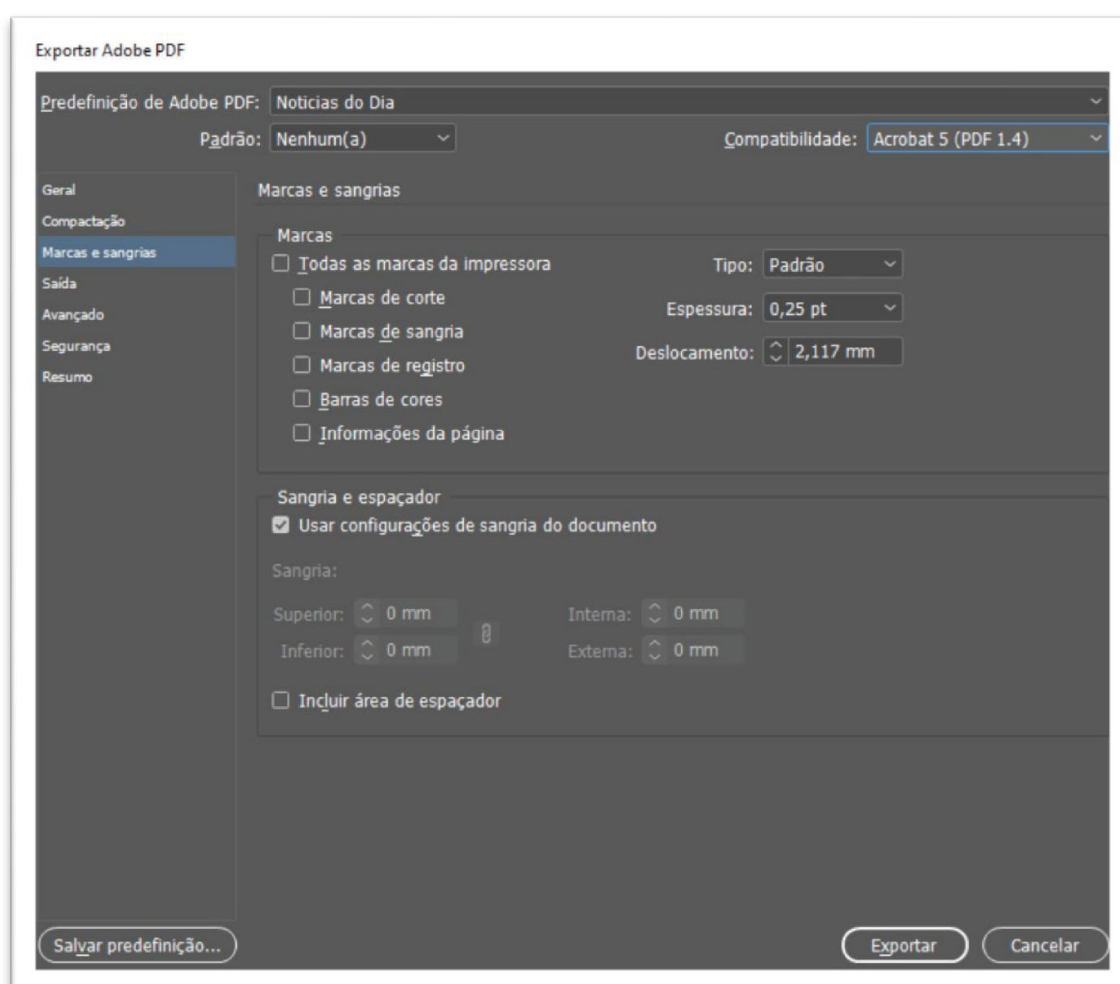 Exportar Adobe PDF
Predefinição de Adobe PDF: Noticias do Dia
Padrão: Nenhum(a) Compatibilidade: Acrobat 5 (PDF 1.4)
Geral
Compactação
Marcas e sangrias
Saída
Avançado
Segurança
Resumo
Marcas e sangrias
Marcas
Todas as marcas da impressora
Marcas de corte
Marcas de sangria
Marcas de registro
Barras de cores
Informações da página
Tipo: Padrão
Espessura: 0,25 pt
Deslocamento: 2,117 mm
Sangria e espaçador
Usar configurações de sangria do documento
Sangria:
Superior: 0 mm Interna: 0 mm
Inferior: 0 mm Externa: 0 mm
Incluir área de espaçador
Salvar predefinição... Exportar Cancelar